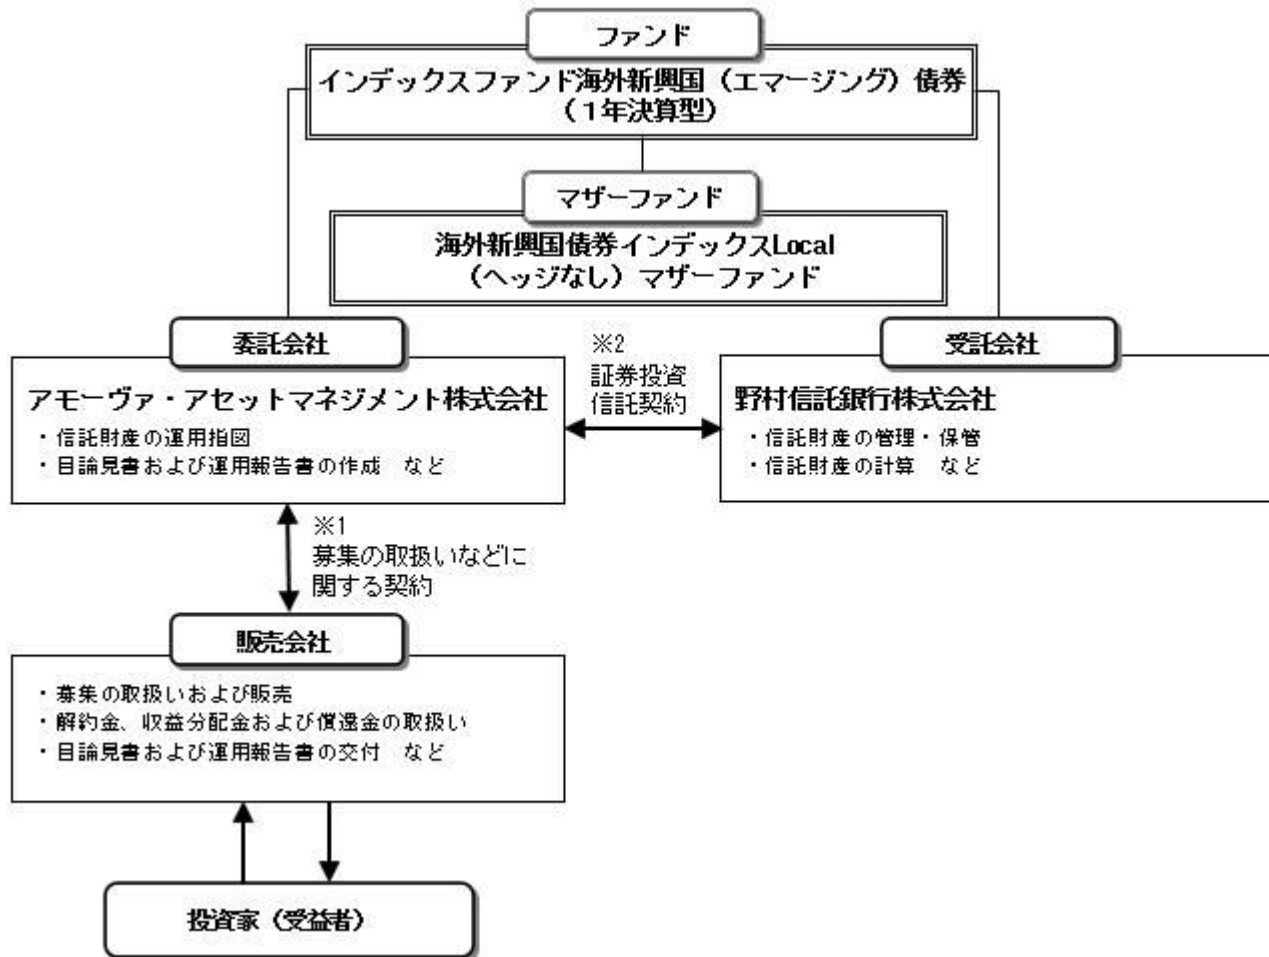 ファンド
インデックスファンド海外新興国（エマージング）債券
（１年決算型）
マザーファンド
海外新興国債券インデックスLocal
（ヘッジなし）マザーファンド
委託会社
アモーヴァ・アセットマネジメント株式会社
・信託財産の運用指図
・目論見書および運用報告書の作成　など
※2
証券投資
信託契約
受託会社
野村信託銀行株式会社
・信託財産の管理・保管
・信託財産の計算　など
※1
募集の取扱いなどに
関する契約
販売会社
・募集の取扱いおよび販売
・解約金、収益分配金および償還金の取扱い
・目論見書および運用報告書の交付　など
投資家（受益者）